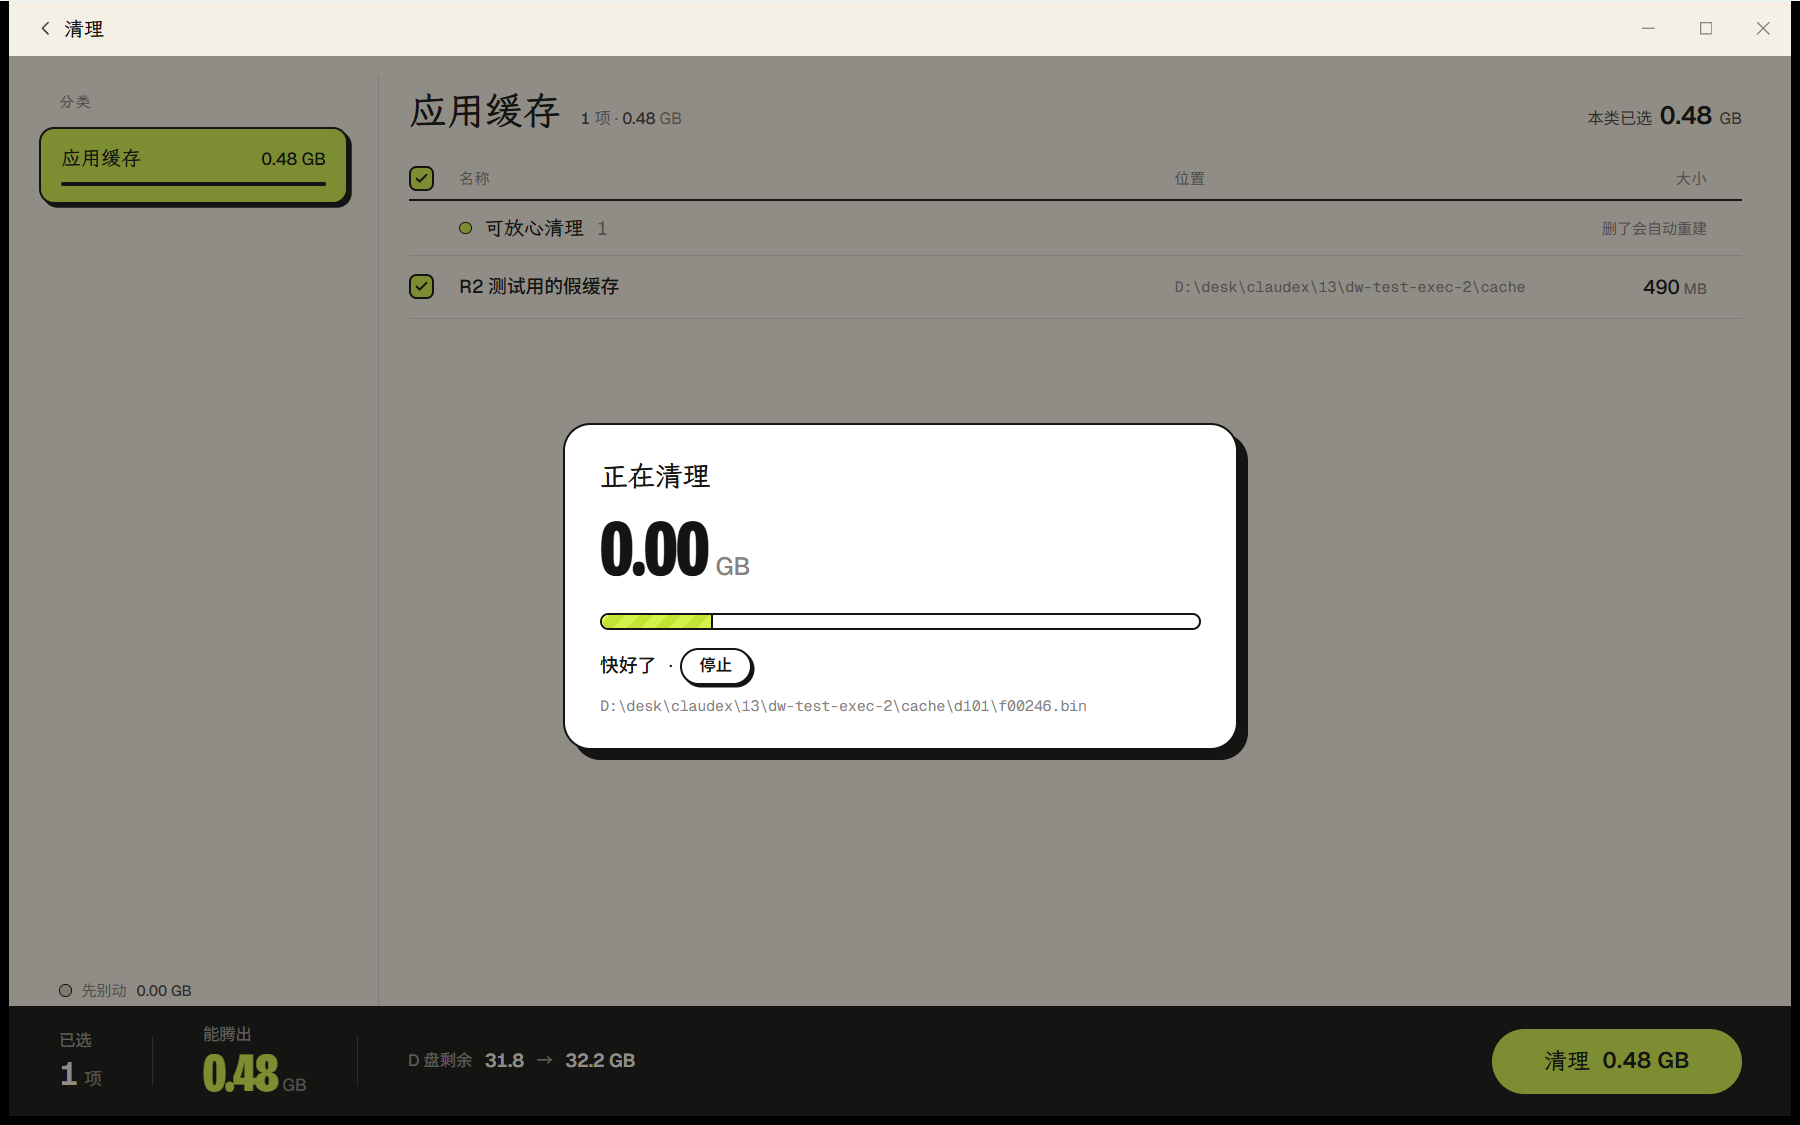 清理
分类
应用缓存 0.48 GB
应用缓存 1 项 · 0.48 GB
本类已选 0.48 GB
名称 位置 大小
可放心清理 1 删了会自动重建
R2 测试用的假缓存 D:\desk\claudex\13\dw-test-exec-2\cache 490 MB
正在清理
0.00 GB
快好了 · 停止
D:\desk\claudex\13\dw-test-exec-2\cache\d101\f00246.bin
先别动 0.00 GB
已选
1 项
能腾出
0.48 GB
D 盘剩余 31.8 → 32.2 GB
清理 0.48 GB